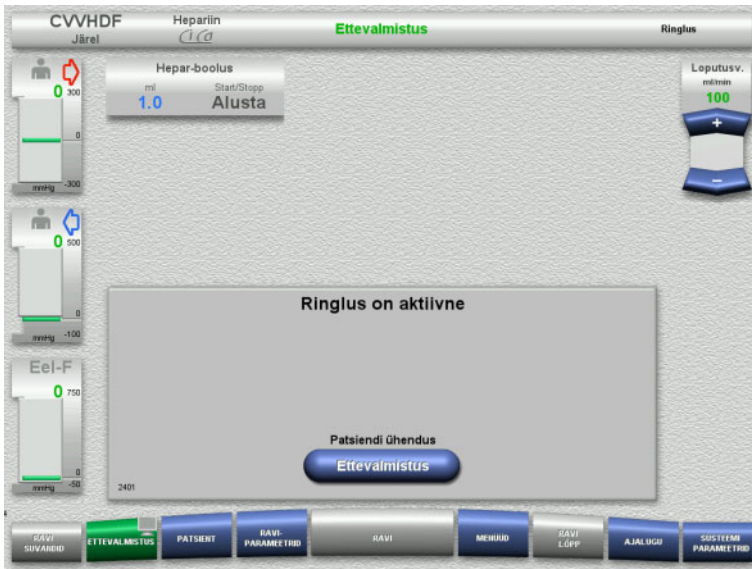 CVVHDF
Järel
Hepariin
CiCa
Ettevalmistus
Ringlus
0
300
0
-300
mmHg
Hepar-boolus
ml
Start/Stopp
1.0
Alusta
Loputusv.
ml/min
100
+
−
0
500
0
-100
mmHg
Eel-F
0
750
0
-50
mmHg
Ringlus on aktiivne
Patsiendi ühendus
Ettevalmistus
2401
RAVI
SUVANDID
ETTEVALMISTUS
PATSIENT
RAVI-
PARAMEETRID
RAVI
MENÜÜD
RAVI
LÕPP
AJALUGU
SÜSTEEMI
PARAMEETRID